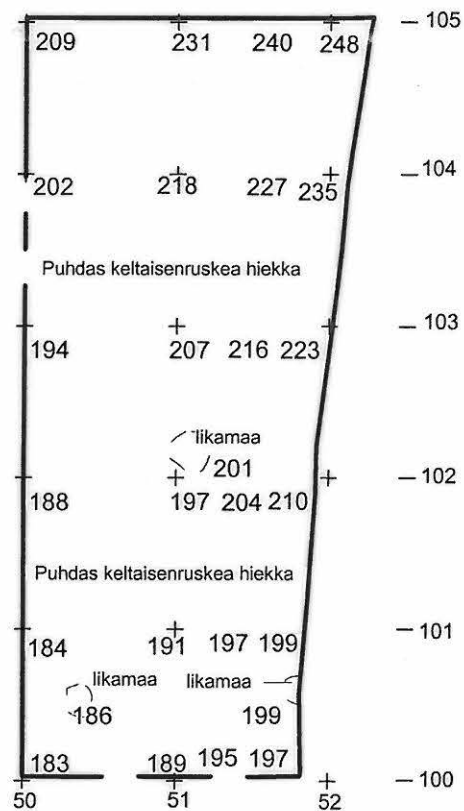 209 231 240 248 105
202 218 227 235 104
Puhdas keltaisenruskea hiekka
194 207 216 223 103
likamaa
201
188 197 204 210 102
Puhdas keltaisenruskea hiekka
184 191 197 199 101
likamaa likamaa
186 199
183 189 195 197 100
50 51 52